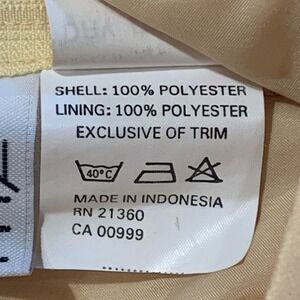 SHELL: 100% POLYESTER
LINING: 100% POLYESTER
EXCLUSIVE OF TRIM
40°C
MADE IN INDONESIA
RN 21360
CA 00999